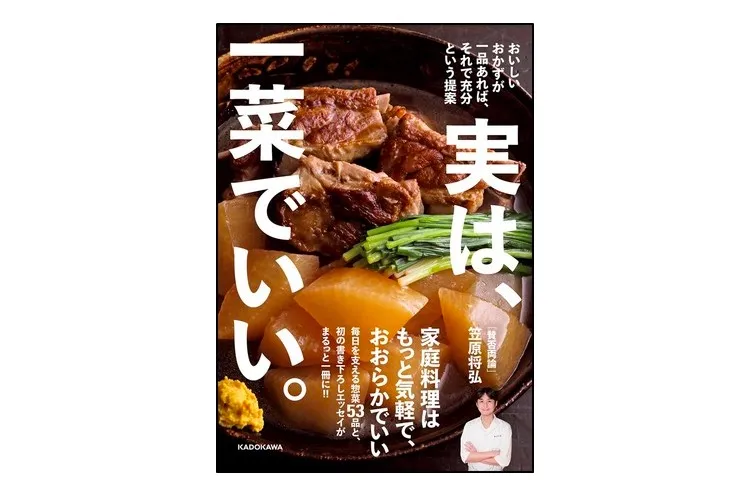 おいしい
おかずが
一品あれば、
それで充分
という提案
実は、
一菜でいい。
「賛否両論」
笠原将弘
家庭料理は
もっと気軽で、
おおらかでいい
毎日を支える惣菜53品と、
初の書き下ろしエッセイが
まるっと一冊に!!
KADOKAWA